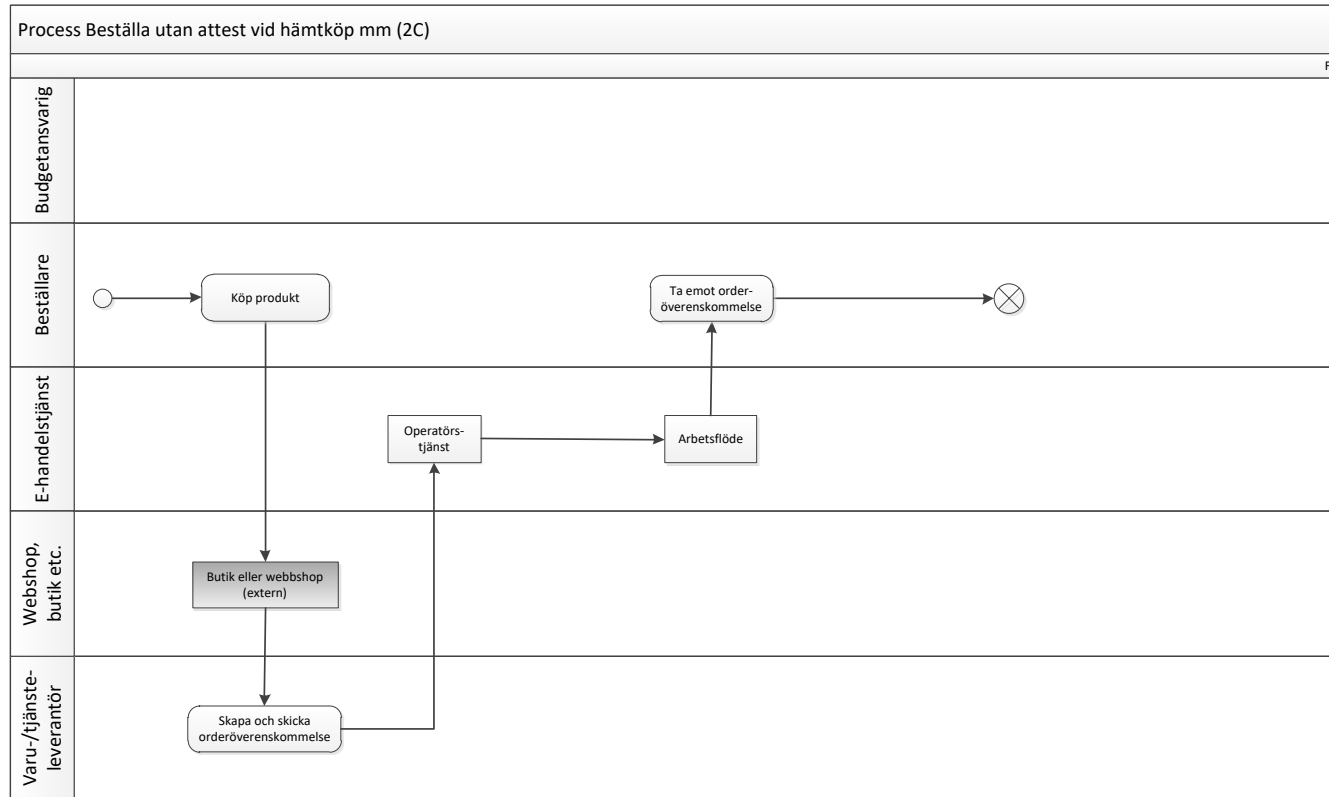 Process Beställa utan attest vid hämtköp mm (2C)
F
Budgetansvarig
Beställare
Köp produkt
Ta emot order-
överenskommelse
E-handelstjänst
Operatörs-
tjänst
Arbetsflöde
Webshop,
butik etc.
Butik eller webbshop
(extern)
Varu-/tjänste-
leverantör
Skapa och skicka
orderöverenskommelse